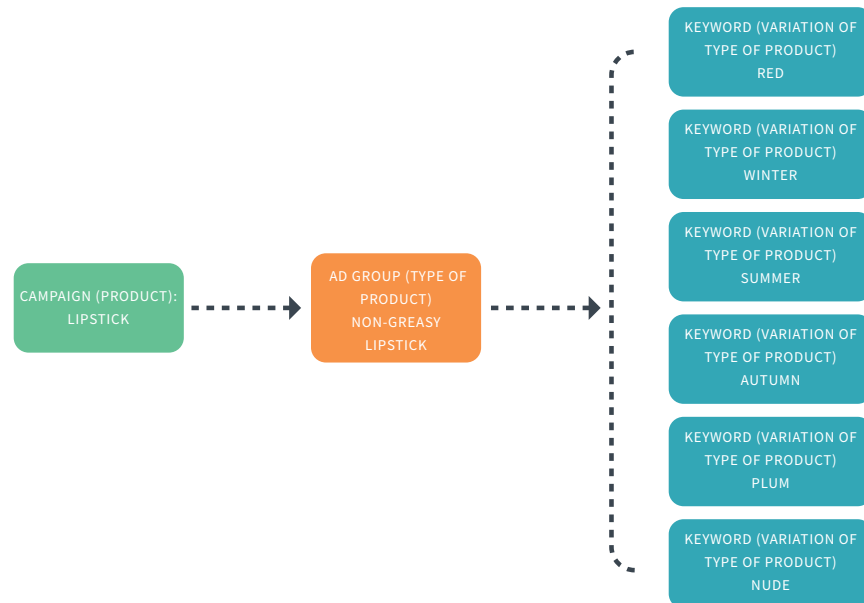 CAMPAIGN (PRODUCT):
LIPSTICK
AD GROUP (TYPE OF
PRODUCT)
NON-GREASY
LIPSTICK
KEYWORD (VARIATION OF
TYPE OF PRODUCT)
RED
KEYWORD (VARIATION OF
TYPE OF PRODUCT)
WINTER
KEYWORD (VARIATION OF
TYPE OF PRODUCT)
SUMMER
KEYWORD (VARIATION OF
TYPE OF PRODUCT)
AUTUMN
KEYWORD (VARIATION OF
TYPE OF PRODUCT)
PLUM
KEYWORD (VARIATION OF
TYPE OF PRODUCT)
NUDE